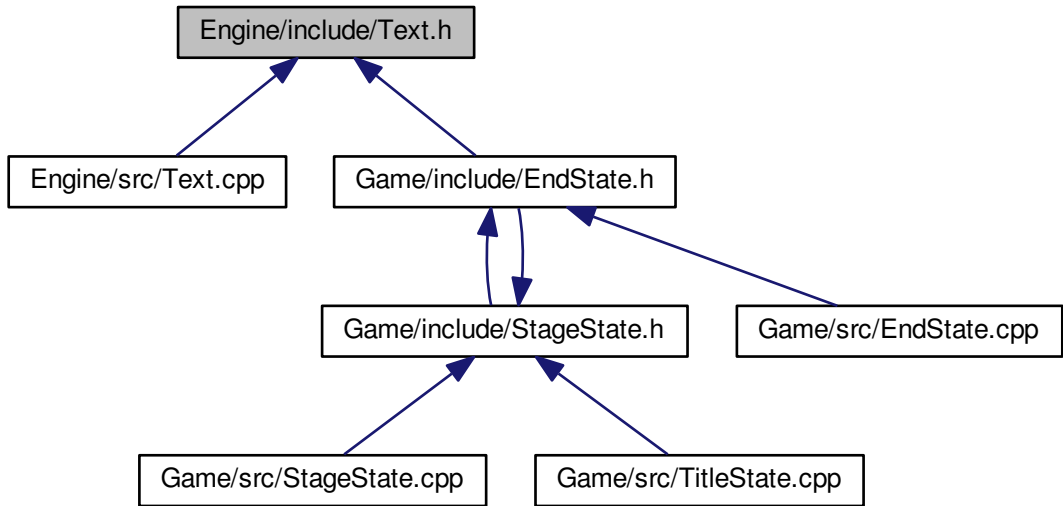 Engine/include/Text.h
Engine/src/Text.cpp
Game/include/EndState.h
Game/include/StageState.h
Game/src/EndState.cpp
Game/src/StageState.cpp
Game/src/TitleState.cpp